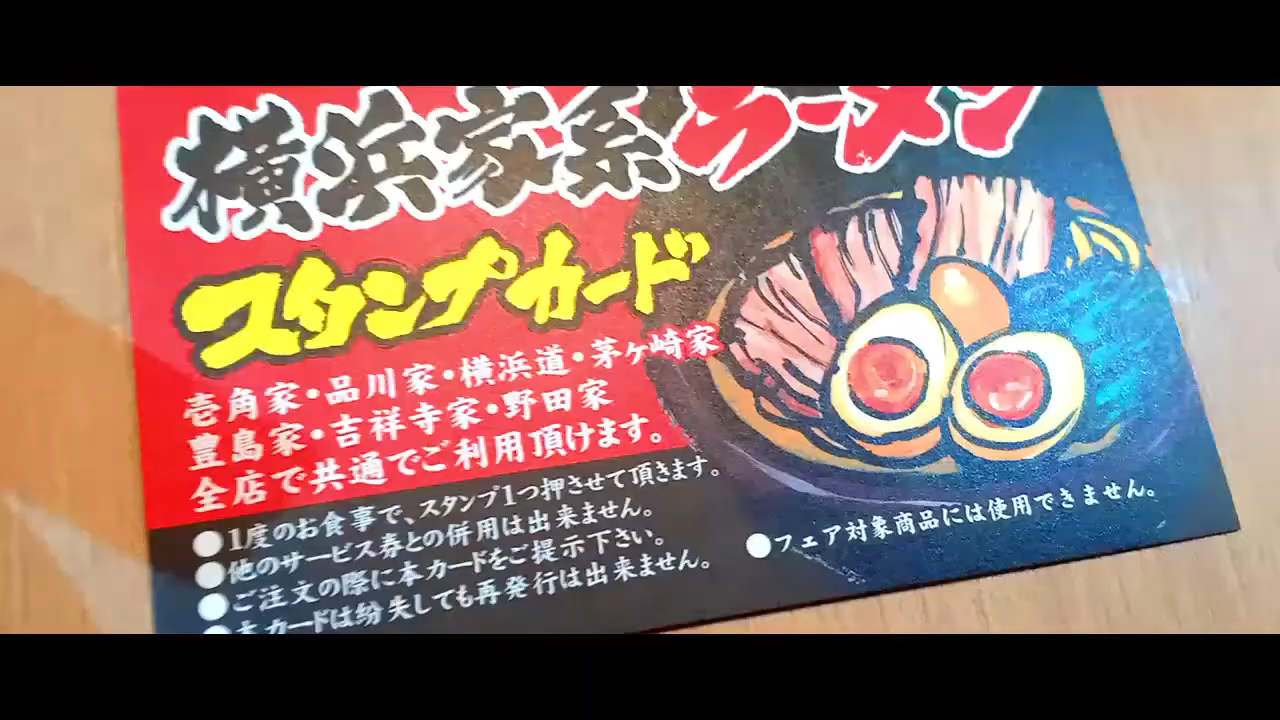 横浜家系ラーメン
スタンプカード
壱角家・品川家・横浜道・茅ヶ崎家
豊島家・吉祥寺家・野田家
全店で共通でご利用頂けます。
●1度のお食事で、スタンプ1つ押させて頂きます。
●他のサービス券との併用は出来ません。
●ご注文の際に本カードをご提示下さい。
●本カードは紛失しても再発行は出来ません。
●フェア対象商品には使用できません。